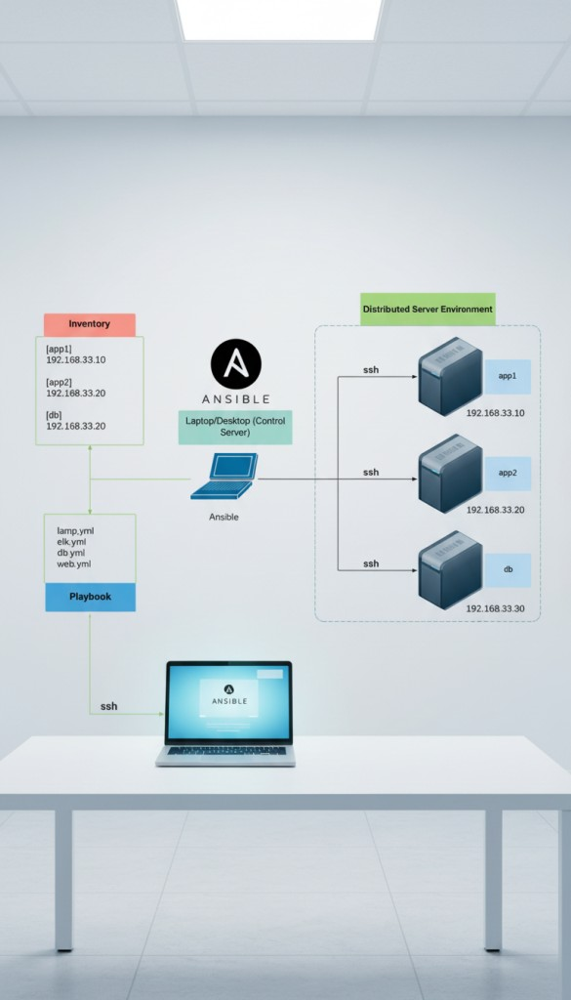 Inventory
[app1]
192.168.33.10
[app2]
192.168.33.20
[db]
192.168.33.20
ANSIBLE
Laptop/Desktop (Control
Server)
Ansible
lamp,yml
elk,yml
db yml
web.yml
Playbook
ssh
Distributed Server Environment
ssh
app1
192.168.33.10
ssh
app2
192.168.33.20
ssh
db
192.168.33.30
ANSIBLE